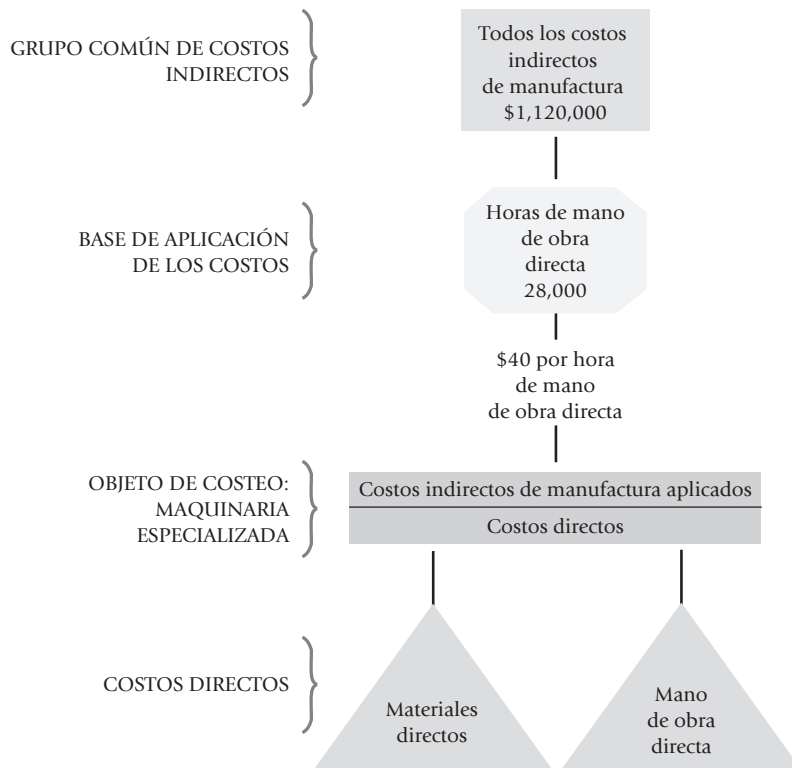 GRUPO COMÚN DE COSTOS
INDIRECTOS
Todos los costos
indirectos
de manufactura
$1,120,000
BASE DE APLICACIÓN
DE LOS COSTOS
Horas de mano
de obra
directa
28,000
$40 por hora
de mano
de obra directa
OBJETO DE COSTEO:
MAQUINARIA
ESPECIALIZADA
Costos indirectos de manufactura aplicados
Costos directos
COSTOS DIRECTOS
Materiales
directos
Mano
de obra
directa